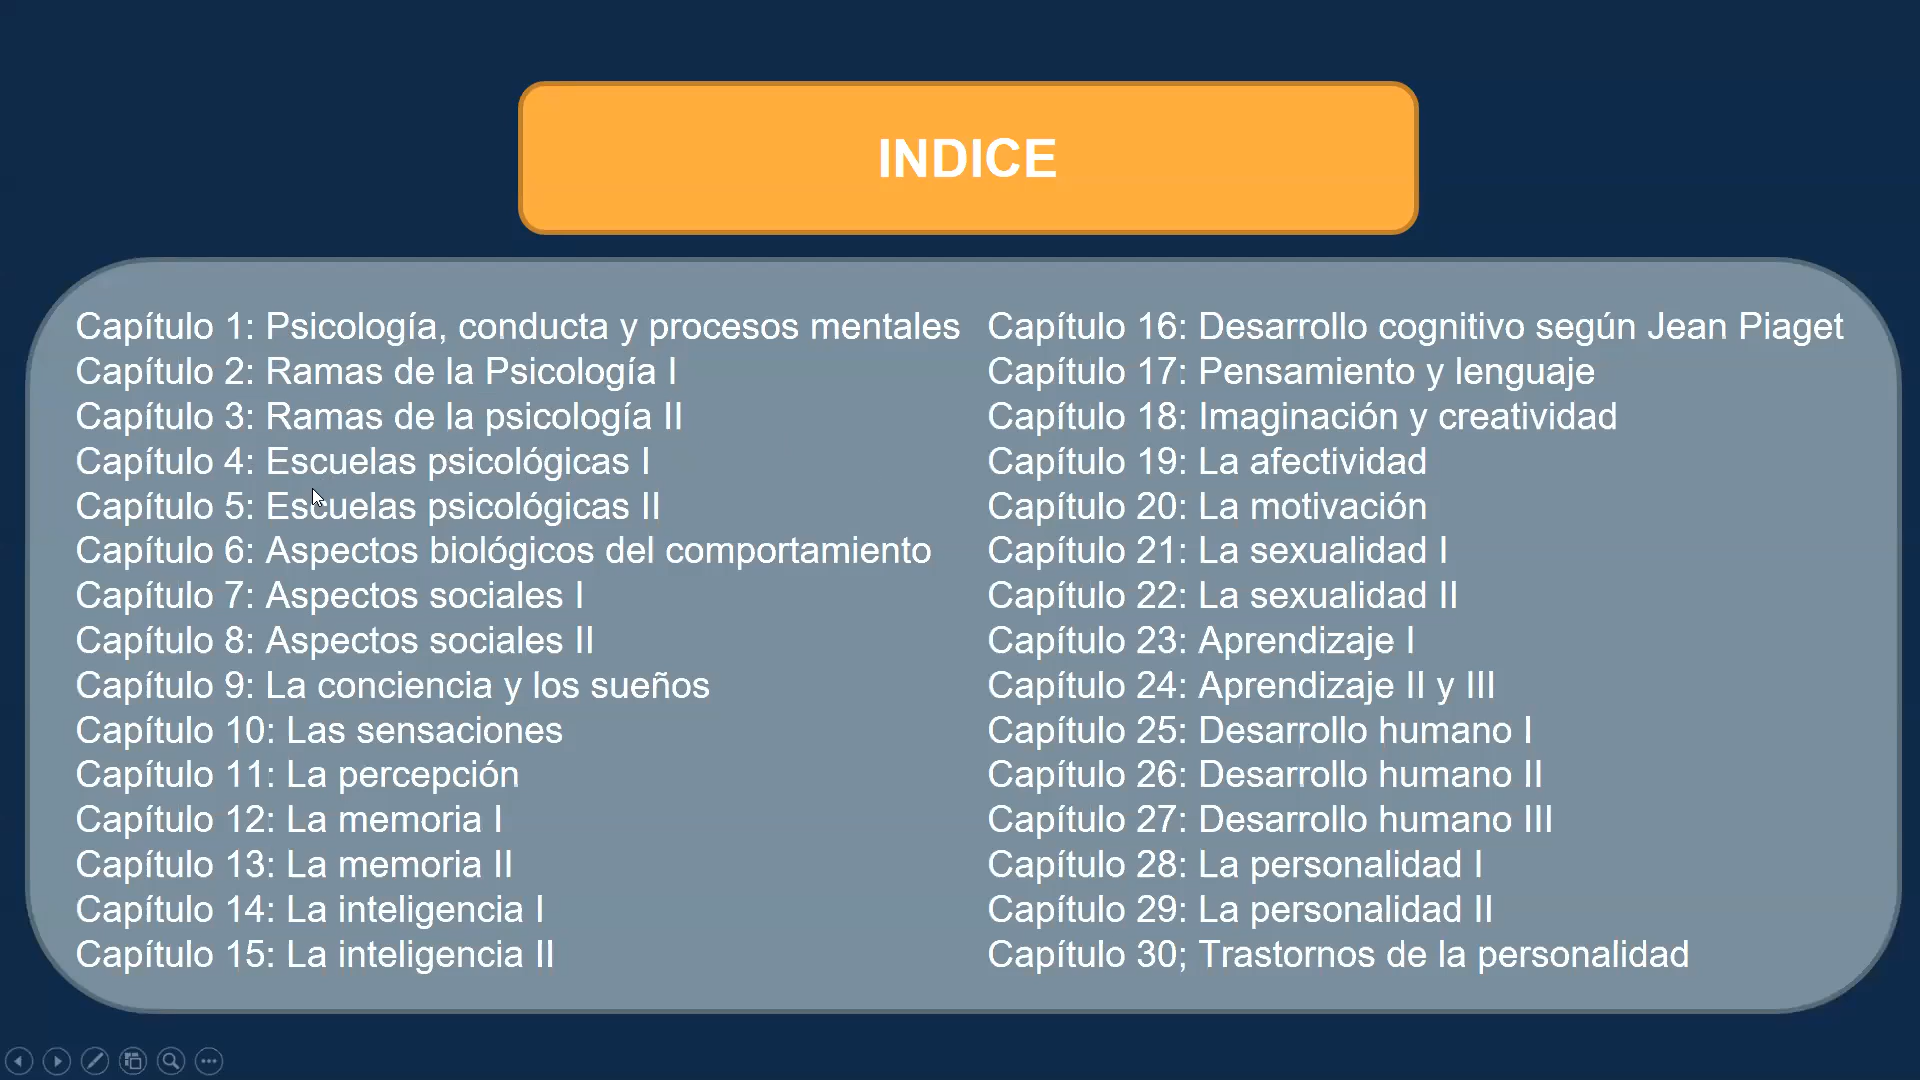 INDICE
Capítulo 1: Psicología, conducta y procesos mentales
Capítulo 2: Ramas de la Psicología I
Capítulo 3: Ramas de la psicología II
Capítulo 4: Escuelas psicológicas I
Capítulo 5: Escuelas psicológicas II
Capítulo 6: Aspectos biológicos del comportamiento
Capítulo 7: Aspectos sociales I
Capítulo 8: Aspectos sociales II
Capítulo 9: La conciencia y los sueños
Capítulo 10: Las sensaciones
Capítulo 11: La percepción
Capítulo 12: La memoria I
Capítulo 13: La memoria II
Capítulo 14: La inteligencia I
Capítulo 15: La inteligencia II
Capítulo 16: Desarrollo cognitivo según Jean Piaget
Capítulo 17: Pensamiento y lenguaje
Capítulo 18: Imaginación y creatividad
Capítulo 19: La afectividad
Capítulo 20: La motivación
Capítulo 21: La sexualidad I
Capítulo 22: La sexualidad II
Capítulo 23: Aprendizaje I
Capítulo 24: Aprendizaje II y III
Capítulo 25: Desarrollo humano I
Capítulo 26: Desarrollo humano II
Capítulo 27: Desarrollo humano III
Capítulo 28: La personalidad I
Capítulo 29: La personalidad II
Capítulo 30; Trastornos de la personalidad